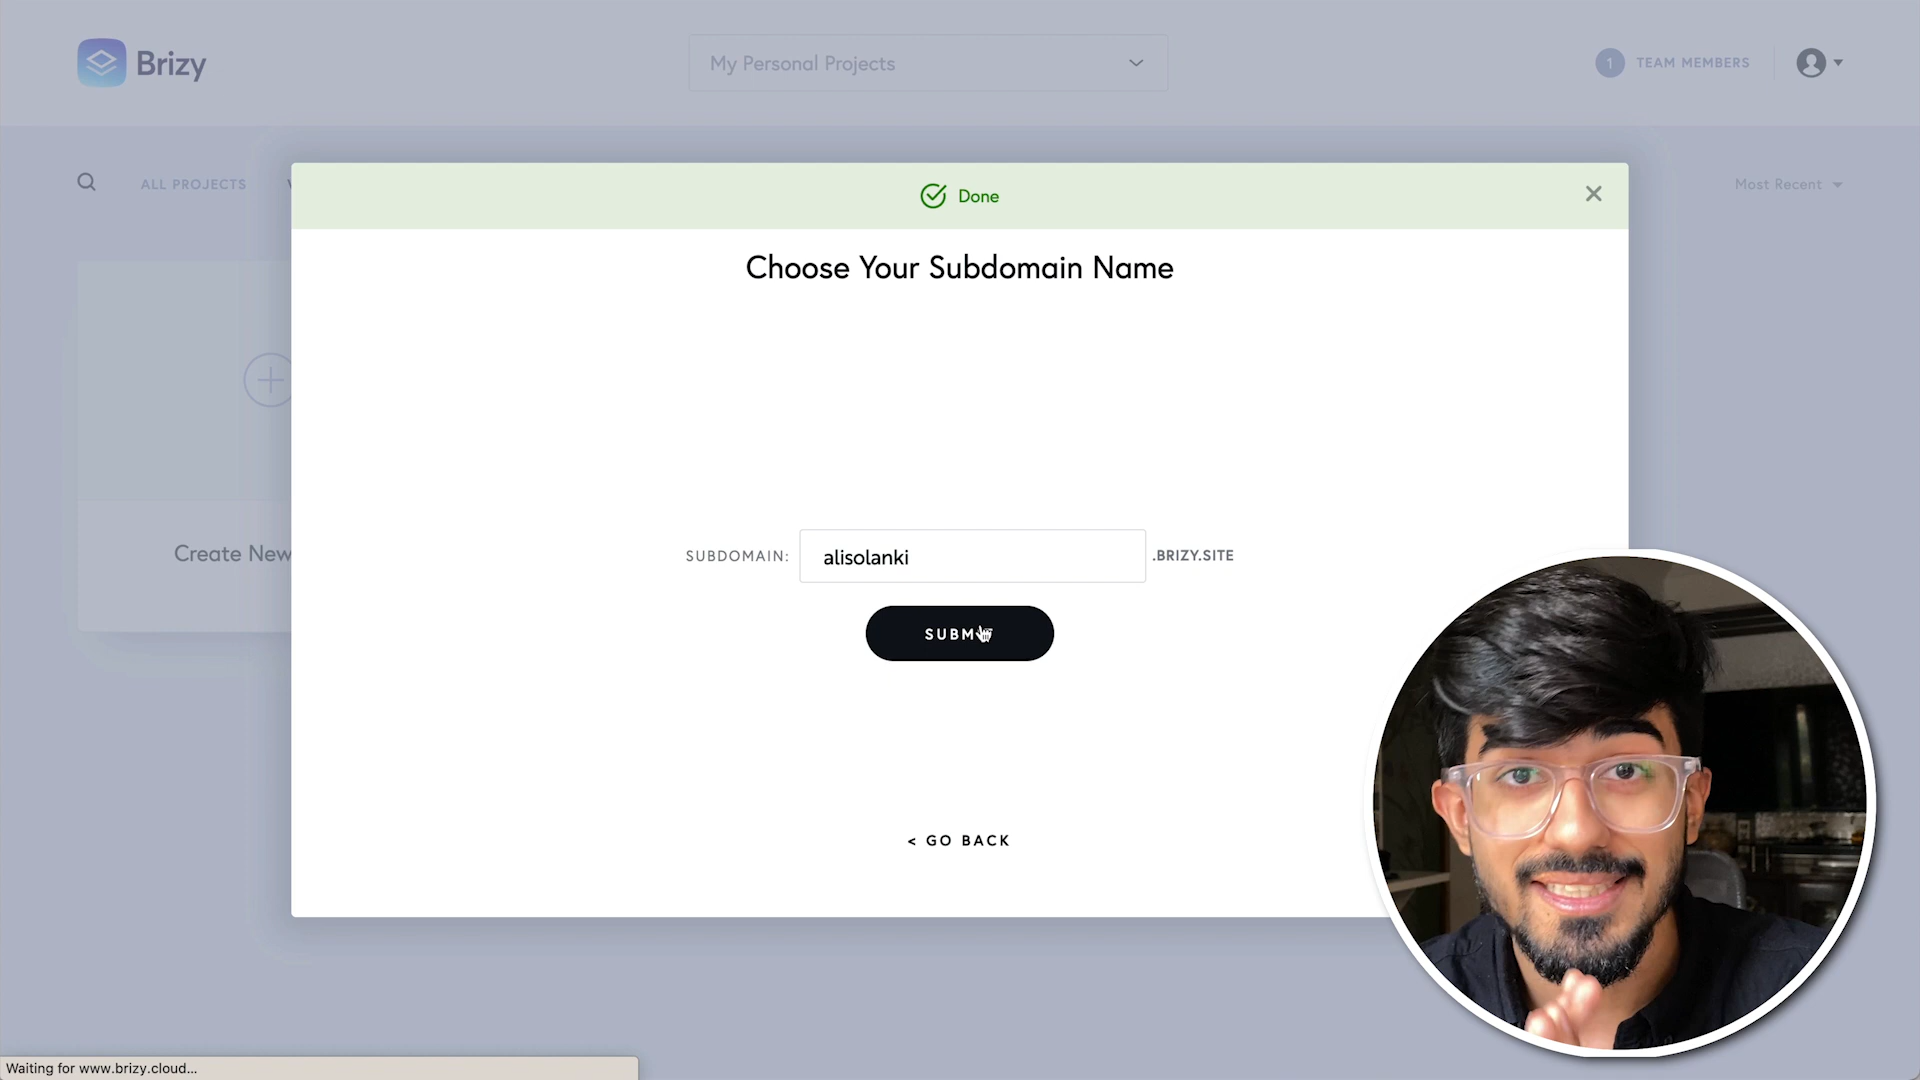 Brizy
My Personal Projects
1 TEAM MEMBERS
ALL PROJECTS
Most Recent
Done
Choose Your Subdomain Name
Create New
SUBDOMAIN: alisolanki .BRIZY.SITE
< GO BACK
Waiting for www.brizy.cloud...